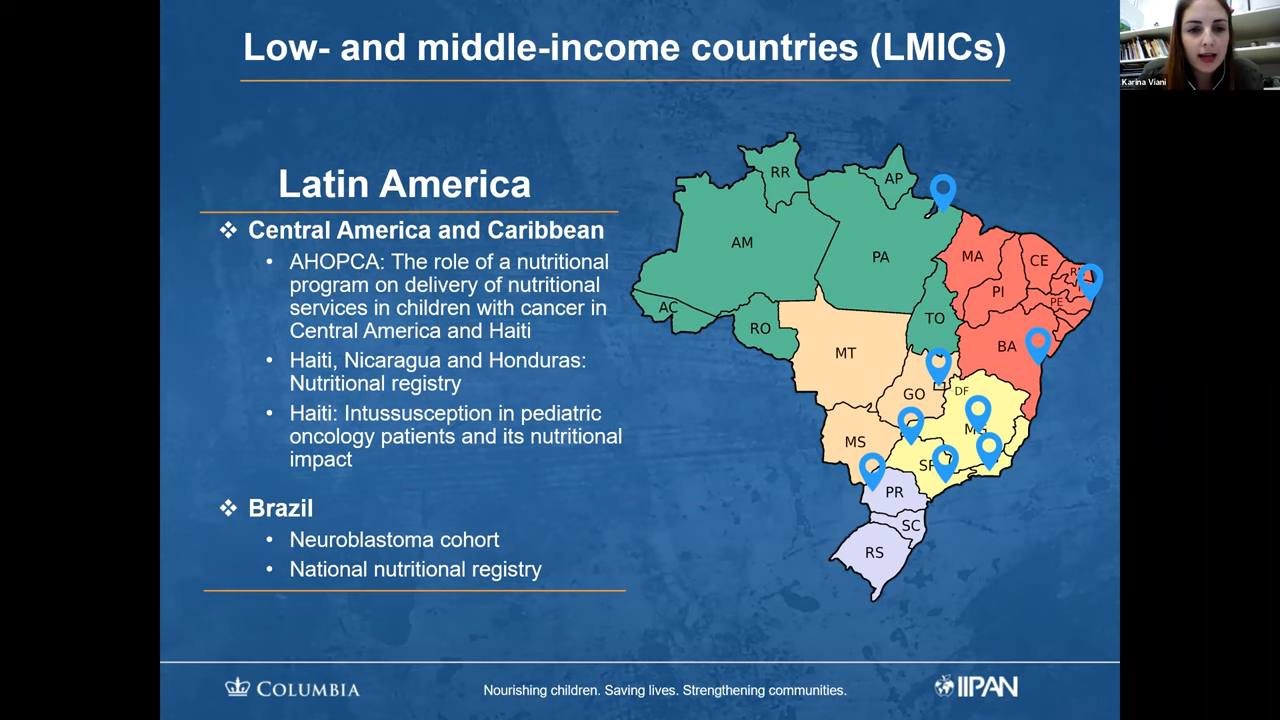 Low- and middle-income countries (LMICs)
Karina Viani
Latin America
❖ Central America and Caribbean
• AHOPCA: The role of a nutritional
program on delivery of nutritional
services in children with cancer in
Central America and Haiti
• Haiti, Nicaragua and Honduras:
Nutritional registry
• Haiti: Intussusception in pediatric
oncology patients and its nutritional
impact
❖ Brazil
• Neuroblastoma cohort
• National nutritional registry
RR
AP
AM
PA
MA
CE
PI
PE
AC
RO
TO
BA
MT
GO
DF
MS
SP
PR
SC
RS
COLUMBIA
Nourishing children. Saving lives. Strengthening communities.
IIPAN